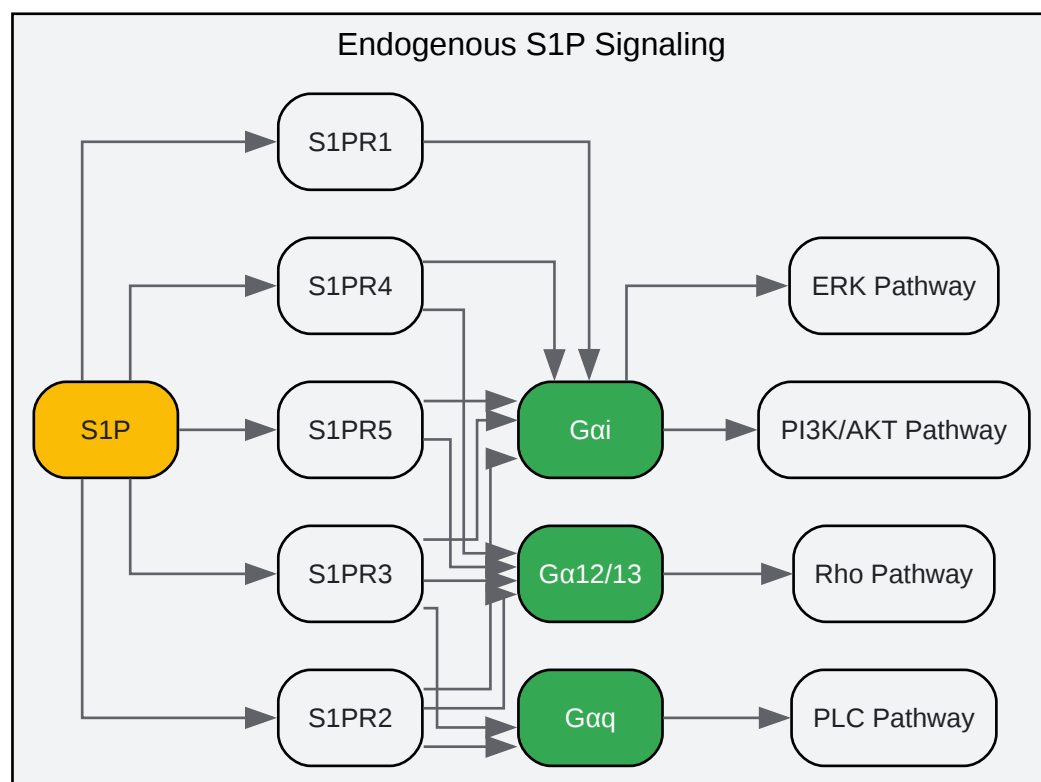 Endogenous S1P Signaling
S1PR1
S1PR4
ERK Pathway
S1P
S1PR5
Gαi
PI3K/AKT Pathway
S1PR3
Gα12/13
Rho Pathway
S1PR2
Gαq
PLC Pathway